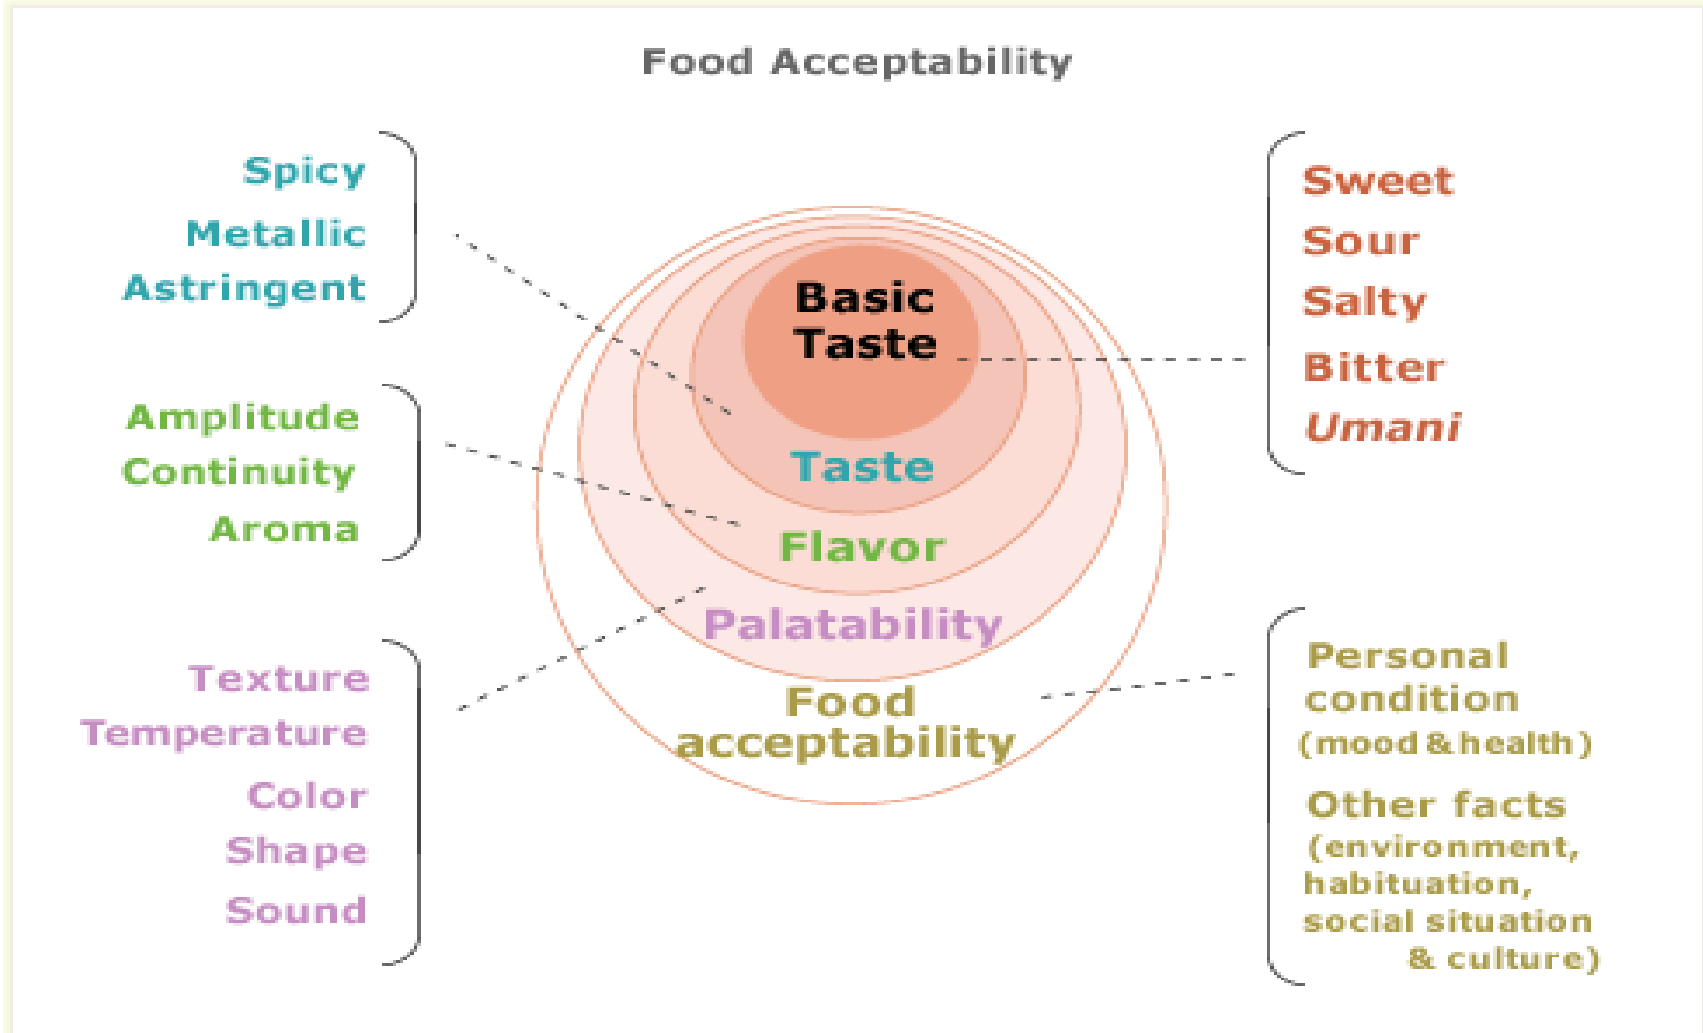 Food Acceptability
Spicy
Metallic
Astringent
Amplitude
Continuity
Aroma
Texture
Temperature
Color
Shape
Sound
Basic
Taste
Taste
Flavor
Palatability
Food
acceptability
Sweet
Sour
Salty
Bitter
Umani
Personal
condition
(mood & health)
Other facts
(environment,
habituation,
social situation
& culture)